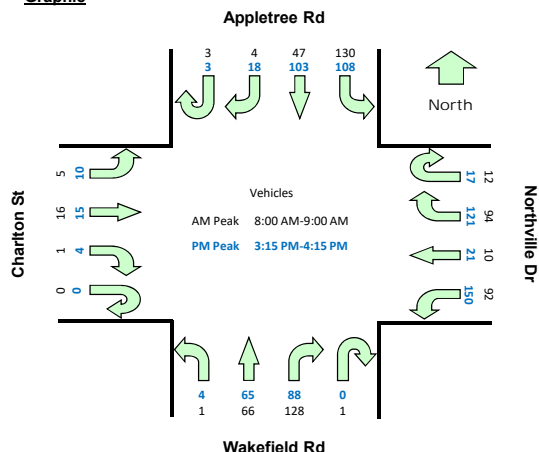 Graphic
Appletree Rd
3 4 47 130
3 18 103 108
North
Charlton St
5 10
16 15
1 4
0 0
Vehicles
AM Peak 8:00 AM-9:00 AM
PM Peak 3:15 PM-4:15 PM
17 12
121 94
21 10
150 92
Northville Dr
4 65 88 0
1 66 128 1
Wakefield Rd